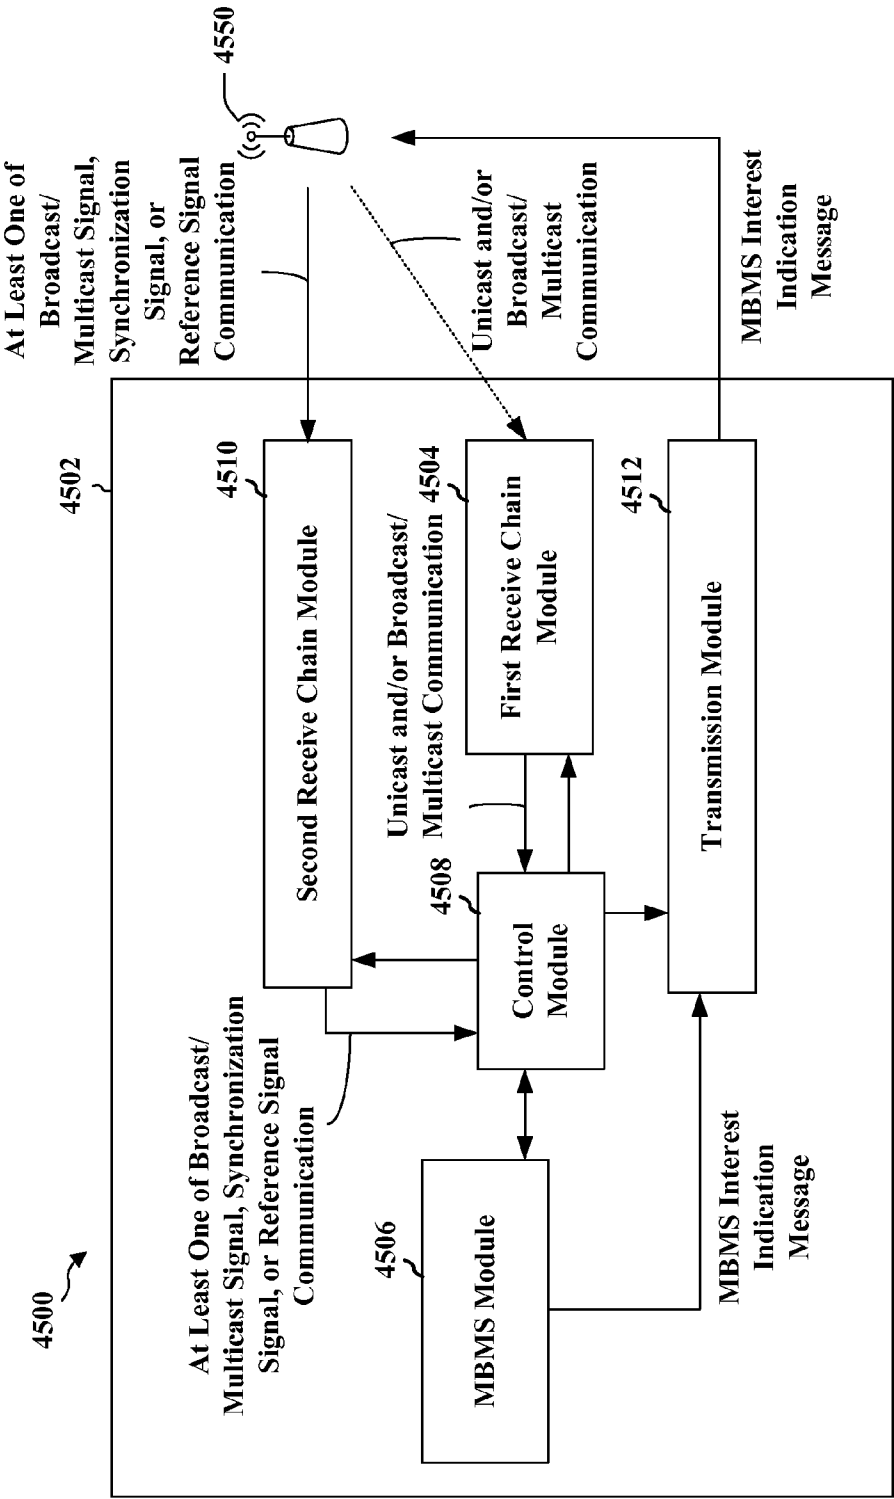 4500
4502
At Least One of
Broadcast/
Multicast Signal,
Synchronization
Signal, or
Reference Signal
Communication
4550
4510
Second Receive Chain Module
At Least One of Broadcast/
Multicast Signal, Synchronization
Signal, or Reference Signal
Communication
Unicast and/or
Broadcast/
Multicast
Communication
4504
First Receive Chain
Module
Unicast and/or Broadcast/
Multicast Communication
4508
Control
Module
4506
MBMS Module
4512
Transmission Module
MBMS Interest
Indication
Message
MBMS Interest
Indication
Message